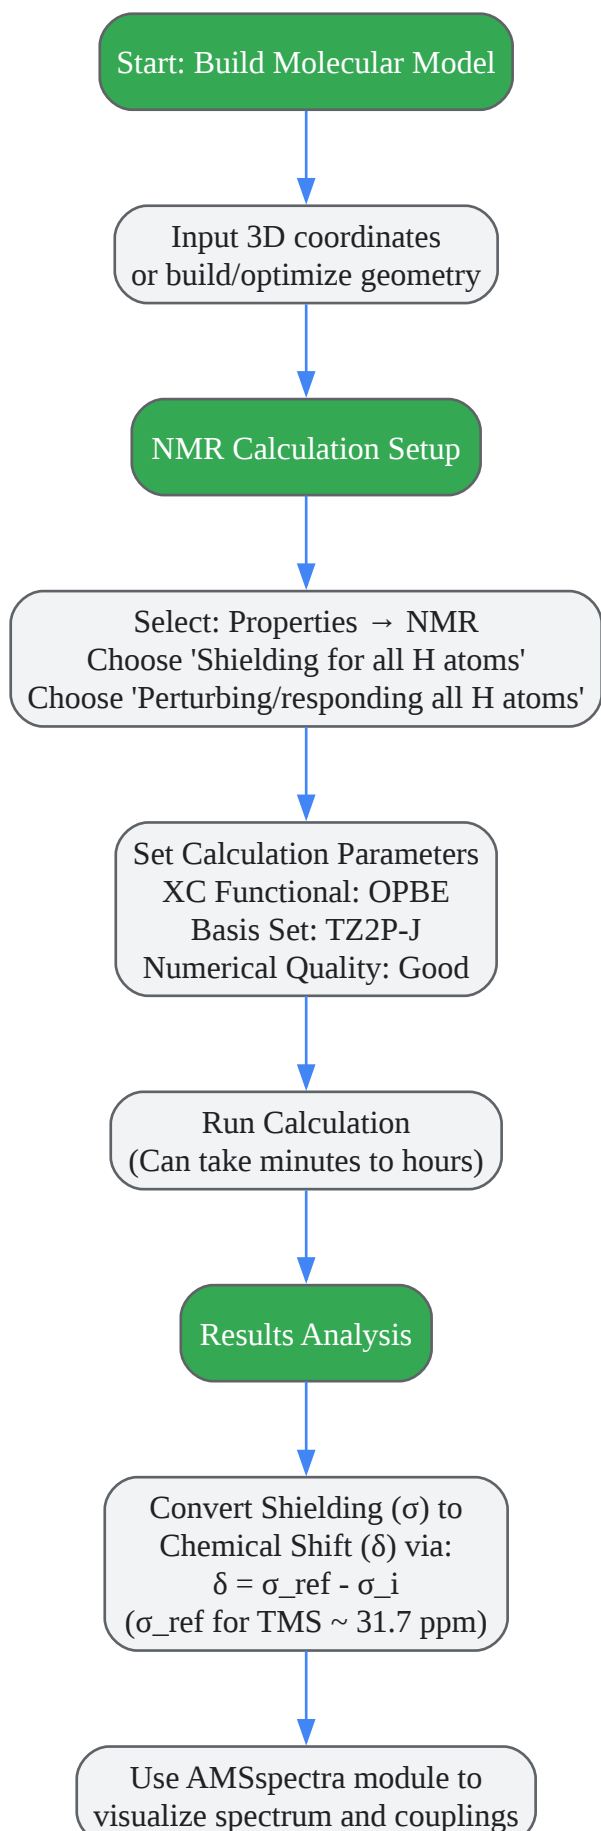 Start: Build Molecular Model
Input 3D coordinates
or build/optimize geometry
NMR Calculation Setup
Select: Properties → NMR
Choose 'Shielding for all H atoms'
Choose 'Perturbing/responding all H atoms'
Set Calculation Parameters
XC Functional: OPBE
Basis Set: TZ2P-J
Numerical Quality: Good
Run Calculation
(Can take minutes to hours)
Results Analysis
Convert Shielding (σ) to
Chemical Shift (δ) via:
δ = σ_ref - σ_i
(σ_ref for TMS ~ 31.7 ppm)
Use AMSspectra module to
visualize spectrum and couplings